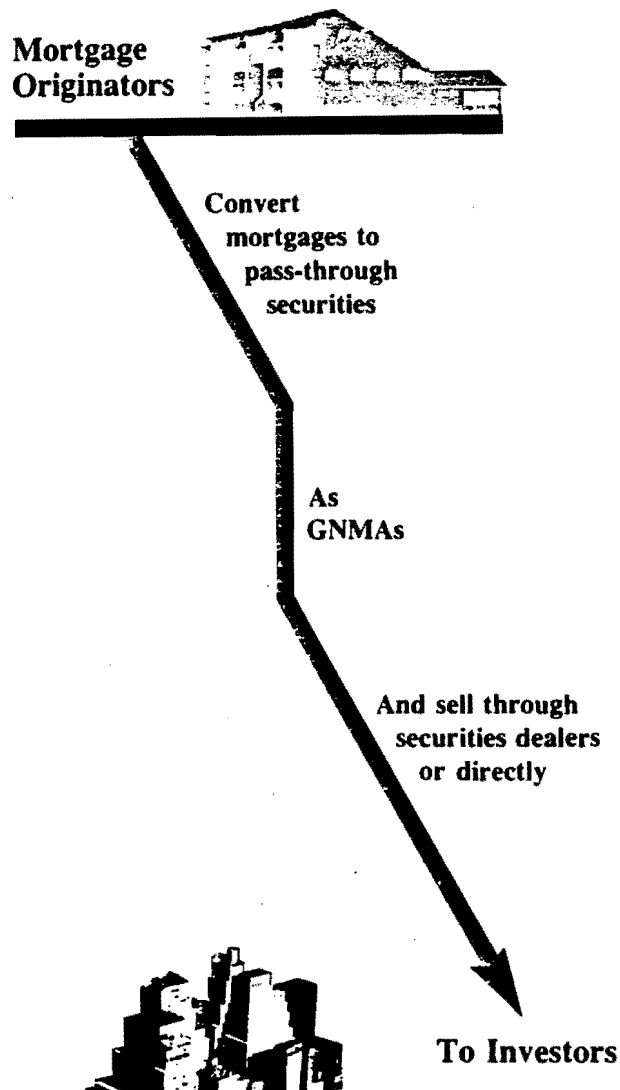 Mortgage
Originators
Convert
mortgages to
pass-through
securities
As
GNMAs
And sell through
securities dealers
or directly
To Investors